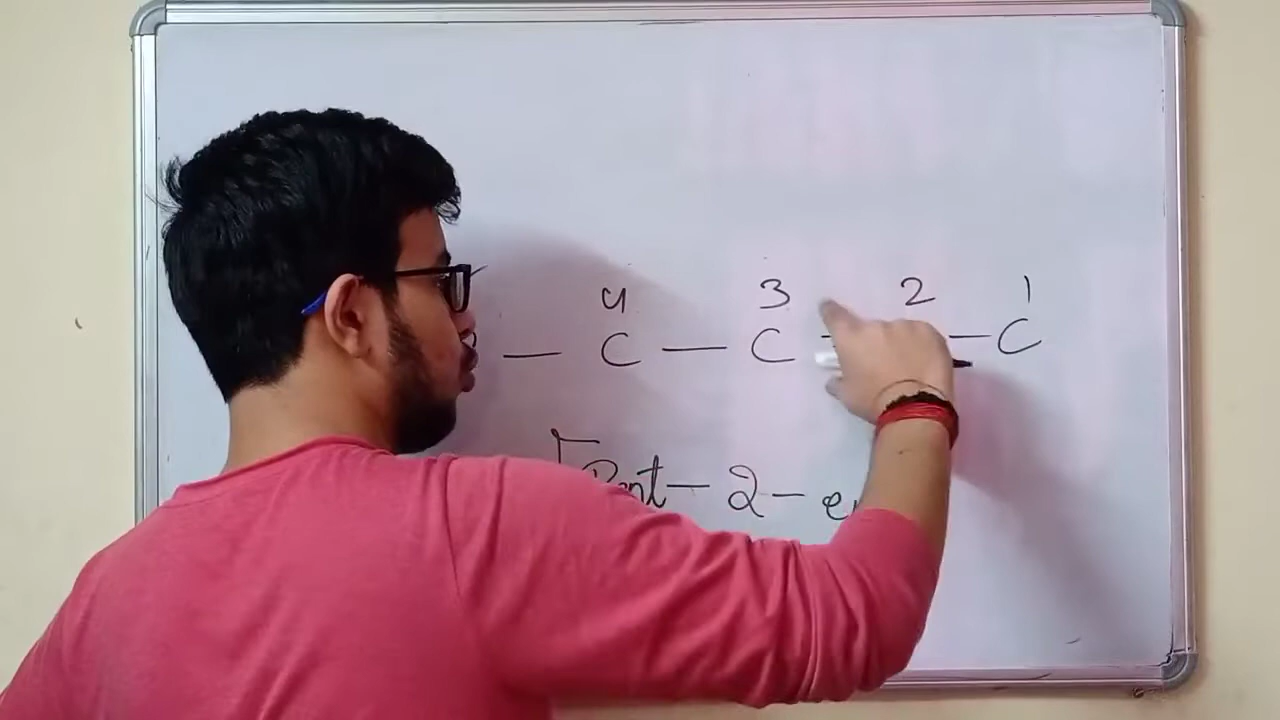 4 3 2 1
— C — C — C
Pent - 2 -